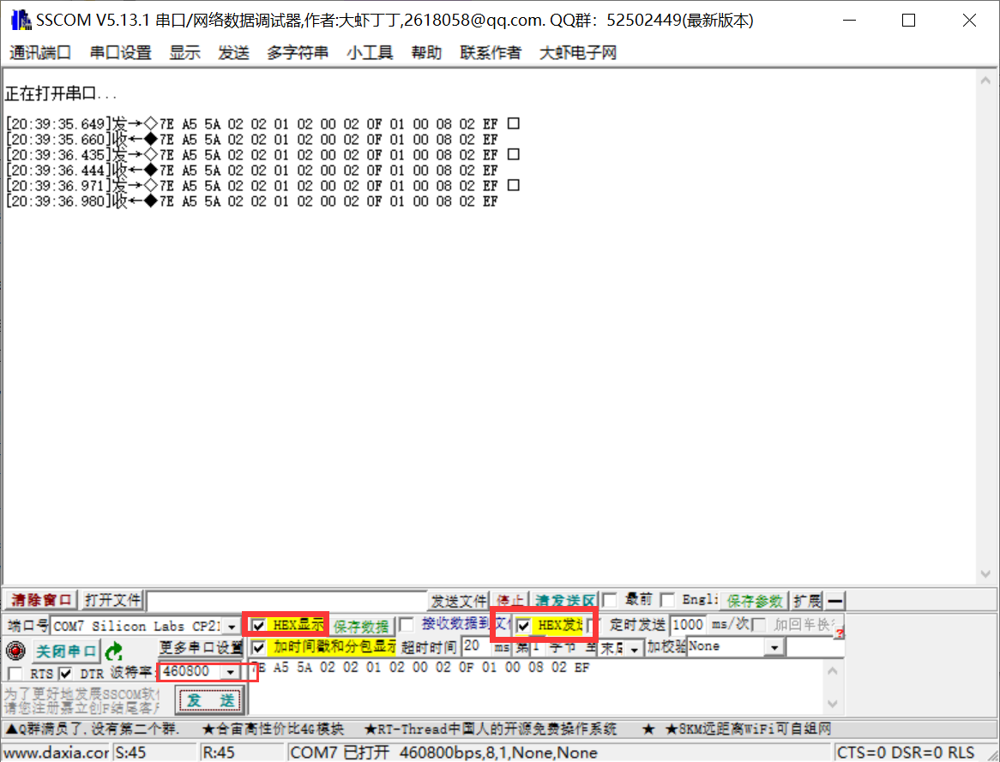 SSCOM V5.13.1 串口/网络数据调试器,作者:大虾丁丁,2618058@qq.com. QQ群：52502449(最新版本)
通讯端口 串口设置 显示 发送 多字符串 小工具 帮助 联系作者 大虾电子网
正在打开串口...
[20:39:35.649]发→◇7E A5 5A 02 02 01 02 00 02 0F 01 00 08 02 EF □
[20:39:35.660]收←◆7E A5 5A 02 02 01 02 00 02 0F 01 00 08 02 EF
[20:39:36.435]发→◇7E A5 5A 02 02 01 02 00 02 0F 01 00 08 02 EF □
[20:39:36.444]收←◆7E A5 5A 02 02 01 02 00 02 0F 01 00 08 02 EF
[20:39:36.971]发→◇7E A5 5A 02 02 01 02 00 02 0F 01 00 08 02 EF □
[20:39:36.980]收←◆7E A5 5A 02 02 01 02 00 02 0F 01 00 08 02 EF
清除窗口 打开文件 发送文件 停止 清发送区 最前 Engli 保存参数 扩展 —
端口号 COM7 Silicon Labs CP21 HEX显示 保存数据 接收数据到文件 HEX发送 定时发送 1000 ms/次 加回车换行 ?
关闭串口 更多串口设置 加时间戳和分包显示 超时时间 20 ms 第1 字节 至 末尾 加校验 None
RTS DTR 波特率: 460800 7E A5 5A 02 02 01 02 00 02 0F 01 00 08 02 EF
为了更好地发展SSCOM软件
请您注册嘉立创F结尾客户
发 送
▲Q群满员了,没有第二个群. ★合宙高性价比4G模块 ★RT-Thread中国人的开源免费操作系统 ★ ★8KM远距离WiFi可自组网
www.daxia.cor S:45 R:45 COM7 已打开 460800bps,8,1,None,None CTS=0 DSR=0 RLS